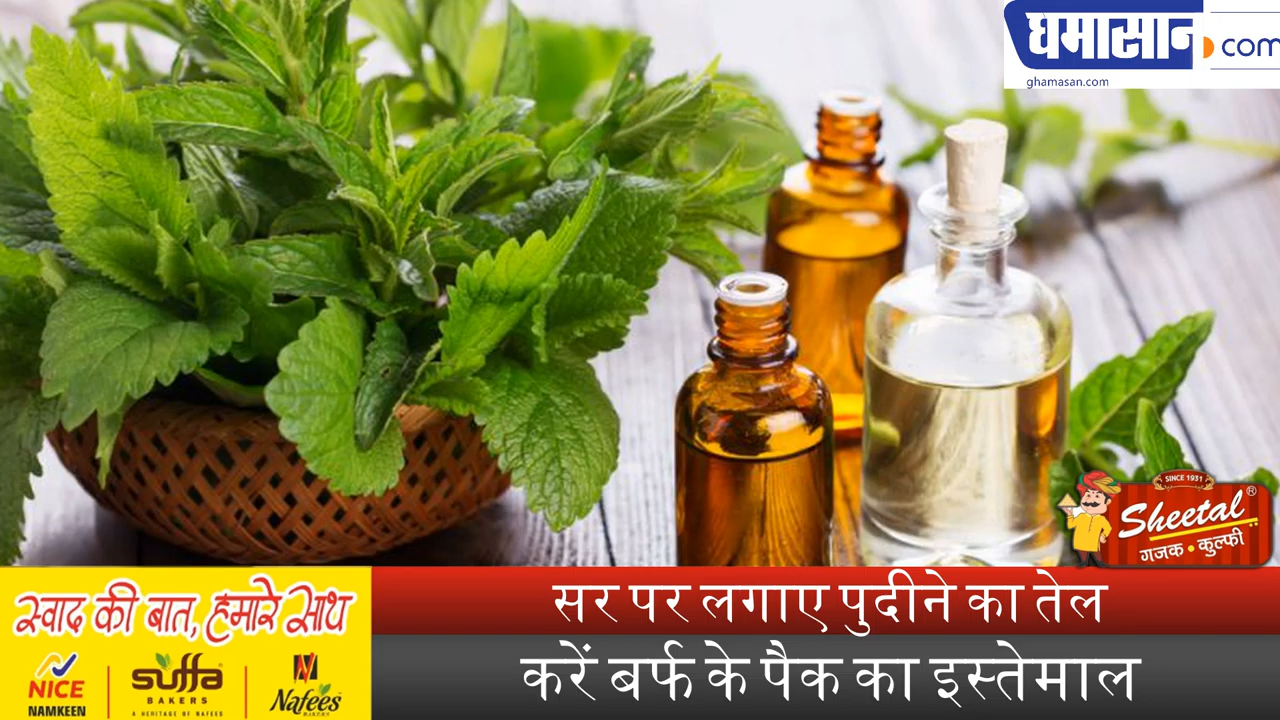 घमासान
.com
ghamasan.com
SINCE 1931
Sheetal®
गजक • कुल्फी
सर पर लगाए पुदीने का तेल
करें बर्फ के पैक का इस्तेमाल
स्वाद की बात, हमारे साथ
NICE
NAMKEEN
suffa
BAKERS
A HERITAGE OF NAFEES
Nafees
BAKERS